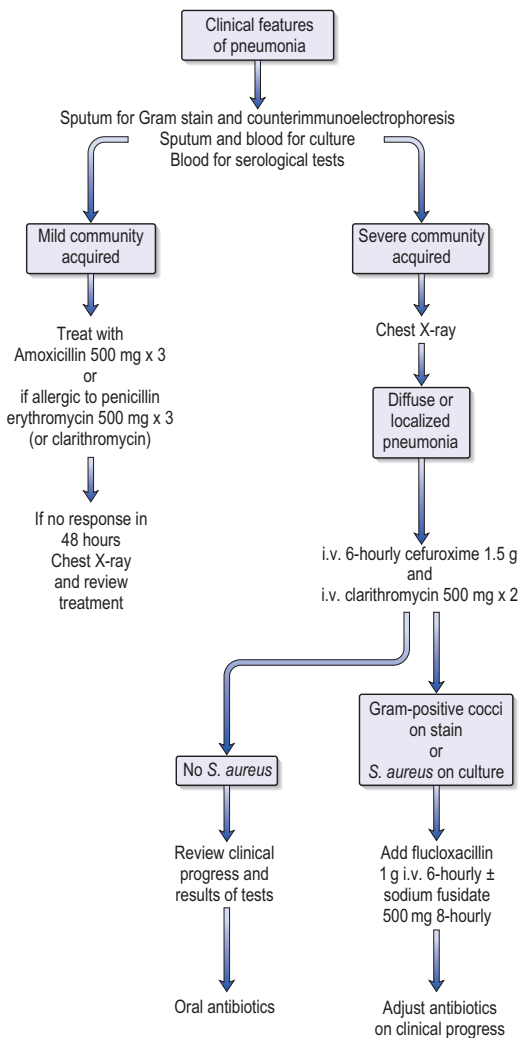 Clinical features
of pneumonia
Sputum for Gram stain and counterimmunoelectrophoresis
Sputum and blood for culture
Blood for serological tests
Mild community
acquired
Treat with
Amoxicillin 500 mg x 3
or
if allergic to penicillin
erythromycin 500 mg x 3
(or clarithromycin)
If no response in
48 hours
Chest X-ray
and review
treatment
Severe community
acquired
Chest X-ray
Diffuse or
localized
pneumonia
i.v. 6-hourly cefuroxime 1.5 g
and
i.v. clarithromycin 500 mg x 2
No S. aureus
Review clinical
progress and
results of tests
Oral antibiotics
Gram-positive cocci
on stain
or
S. aureus on culture
Add flucloxacillin
1 g i.v. 6-hourly ±
sodium fusidate
500 mg 8-hourly
Adjust antibiotics
on clinical progress